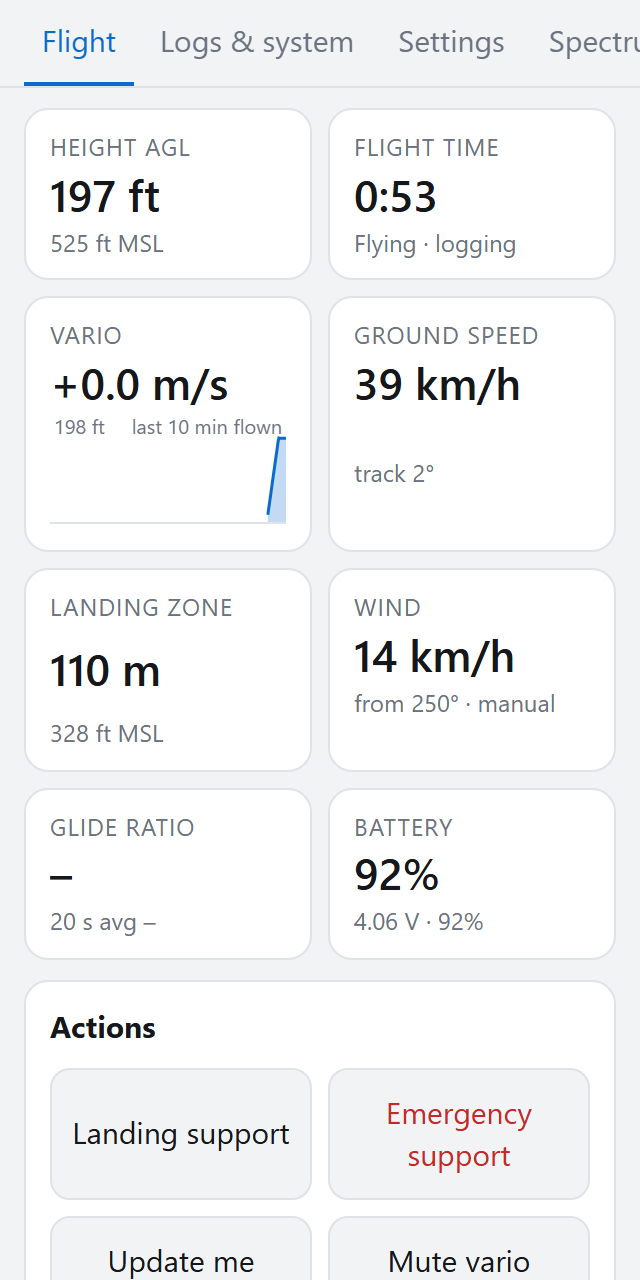 Flight Logs & system Settings Spectru
HEIGHT AGL
197 ft
525 ft MSL
FLIGHT TIME
0:53
Flying · logging
VARIO
+0.0 m/s
198 ft last 10 min flown
GROUND SPEED
39 km/h
track 2°
LANDING ZONE
110 m
328 ft MSL
WIND
14 km/h
from 250° · manual
GLIDE RATIO
–
20 s avg –
BATTERY
92%
4.06 V · 92%
Actions
Landing support
Emergency
support
Update me
Mute vario